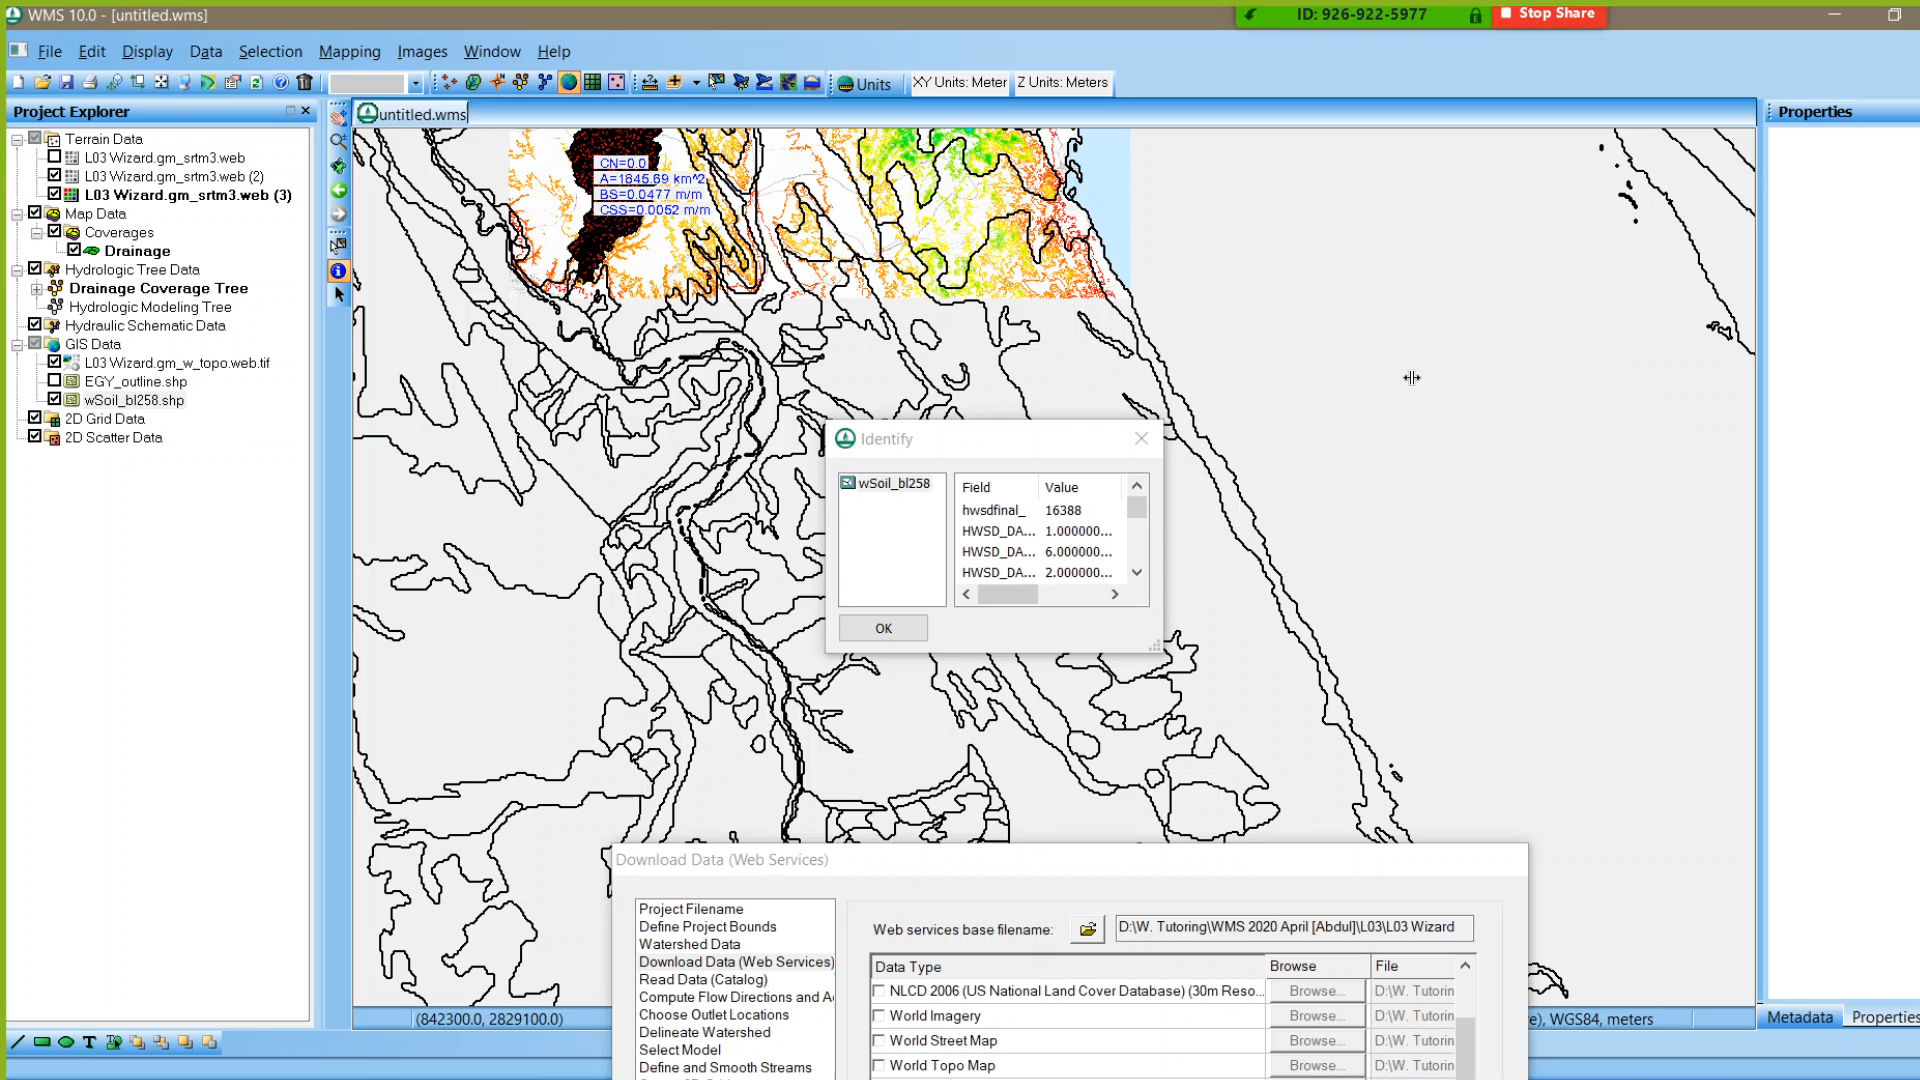 WMS 10.0 - [untitled.wms]
ID: 926-922-5977
Stop Share
File Edit Display Data Selection Mapping Images Window Help
Units
XY Units: Meter
Z Units: Meters
Project Explorer
untitled.wms
Properties
Terrain Data
L03 Wizard.gm_srtm3.web
L03 Wizard.gm_srtm3.web (2)
L03 Wizard.gm_srtm3.web (3)
Map Data
Coverages
Drainage
Hydrologic Tree Data
Drainage Coverage Tree
Hydrologic Modeling Tree
Hydraulic Schematic Data
GIS Data
L03 Wizard.gm_w_topo.web.tif
EGY_outline.shp
wSoil_bl258.shp
2D Grid Data
2D Scatter Data
CN=0.0
A=1845.69 km^2
BS=0.0477 m/m
CSS=0.0052 m/m
Identify
wSoil_bl258
Field Value
hwsdfinal_ 16388
HWSD_DA... 1.000000...
HWSD_DA... 6.000000...
HWSD_DA... 2.000000...
OK
Download Data (Web Services)
Project Filename
Define Project Bounds
Watershed Data
Download Data (Web Services)
Read Data (Catalog)
Compute Flow Directions and A
Choose Outlet Locations
Delineate Watershed
Select Model
Define and Smooth Streams
Web services base filename:
D:\W. Tutoring\WMS 2020 April [Abdul]\L03\L03 Wizard
Data Type Browse File
NLCD 2006 (US National Land Cover Database) (30m Reso... Browse... D:\W. Tutorin
World Imagery Browse... D:\W. Tutorin
World Street Map Browse... D:\W. Tutorin
World Topo Map Browse... D:\W. Tutorin
(842300.0, 2829100.0)
e), WGS84, meters
Metadata
Properties
T